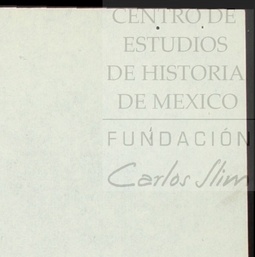 CENTRO DE
ESTUDIOS
DE HISTORIA
DE MEXICO
FUNDACIÓN
Carlos Slim